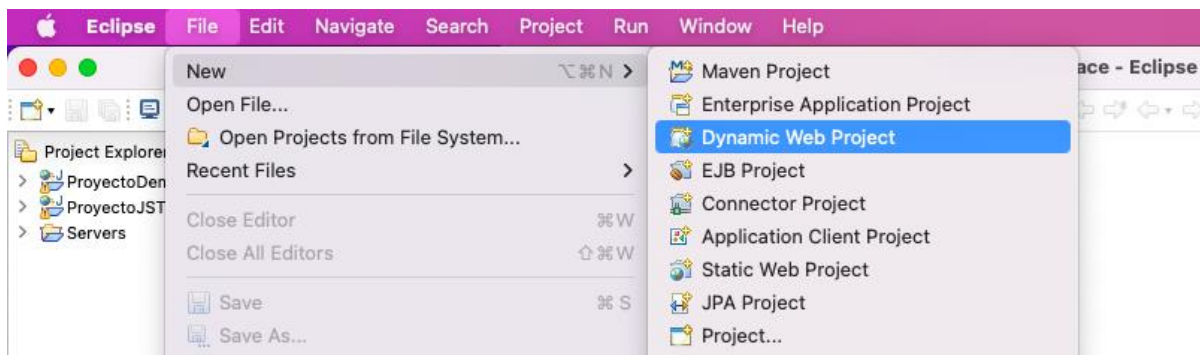 Eclipse File Edit Navigate Search Project Run Window Help
ace - Eclipse
New ⌥⌘N >
Open File...
Open Projects from File System...
Recent Files >
Close Editor ⌘W
Close All Editors ⇧⌘W
Save ⌘S
Save As...
Maven Project
Enterprise Application Project
Dynamic Web Project
EJB Project
Connector Project
Application Client Project
Static Web Project
JPA Project
Project...
Project Explorer
> ProyectoDen
> ProyectoJST
> Servers